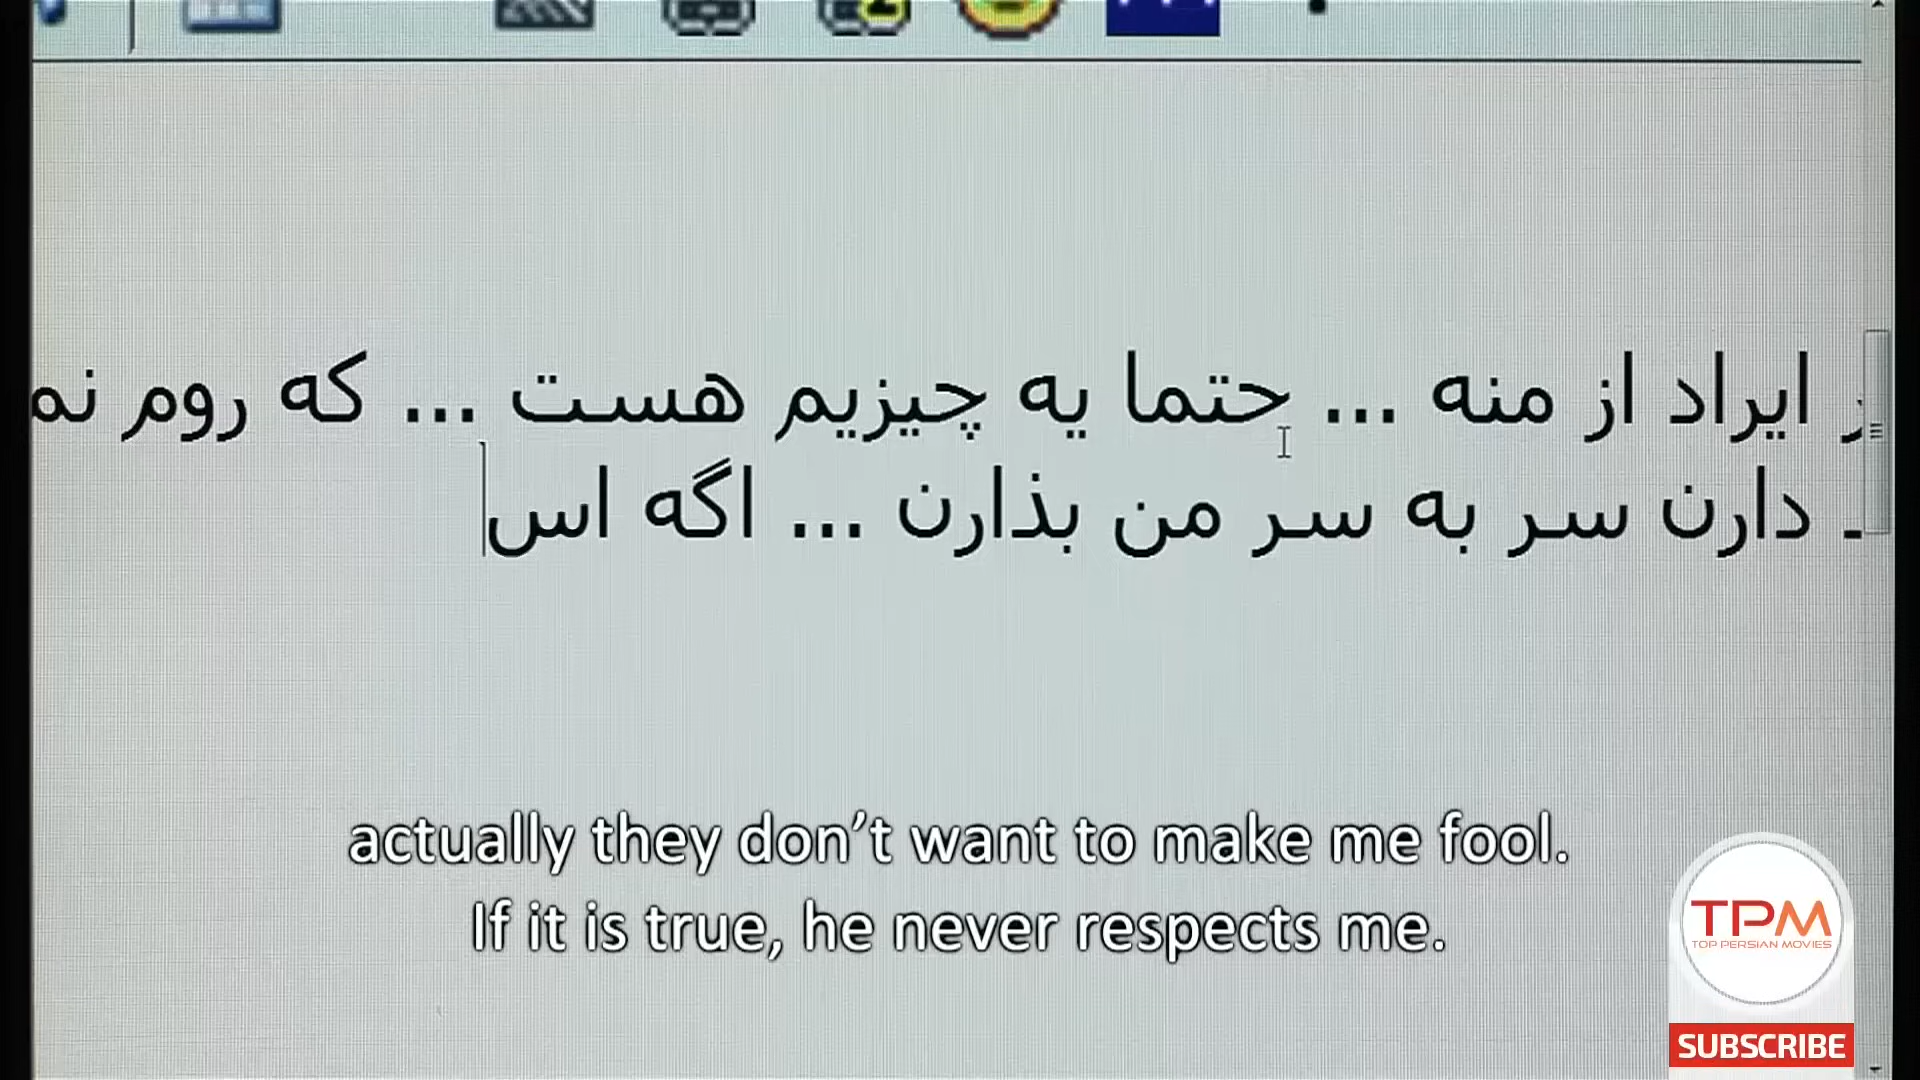 ایراد از منه ... حتما یه چیزیم هست ... که روم نم
دارن سر به سر من بذارن ... اگه اس
actually they don't want to make me fool.
If it is true, he never respects me.
TPM
TOP PERSIAN MOVIES
SUBSCRIBE